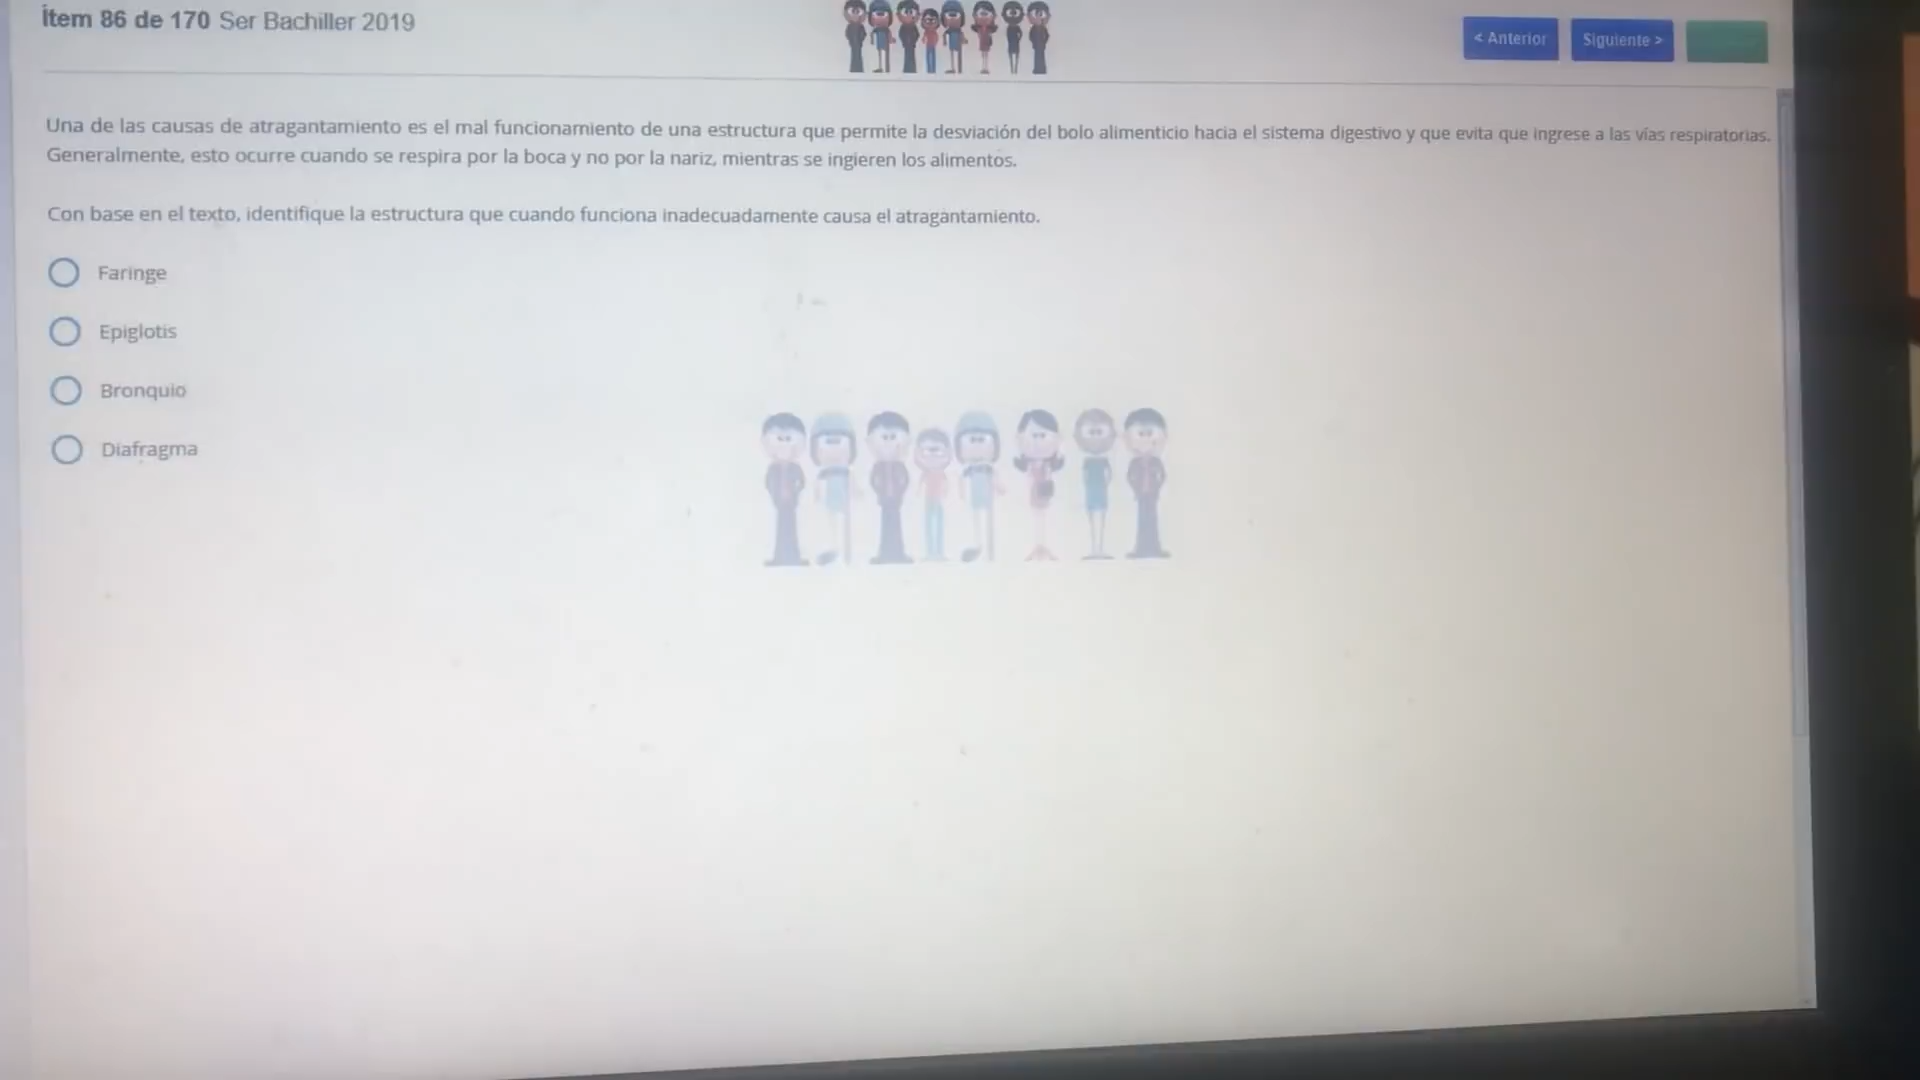 Ítem 86 de 170 Ser Bachiller 2019
< Anterior
Siguiente >
Una de las causas de atragantamiento es el mal funcionamiento de una estructura que permite la desviación del bolo alimenticio hacia el sistema digestivo y que evita que ingrese a las vías respiratorias.
Generalmente, esto ocurre cuando se respira por la boca y no por la nariz, mientras se ingieren los alimentos.
Con base en el texto, identifique la estructura que cuando funciona inadecuadamente causa el atragantamiento.
Faringe
Epiglotis
Bronquio
Diafragma